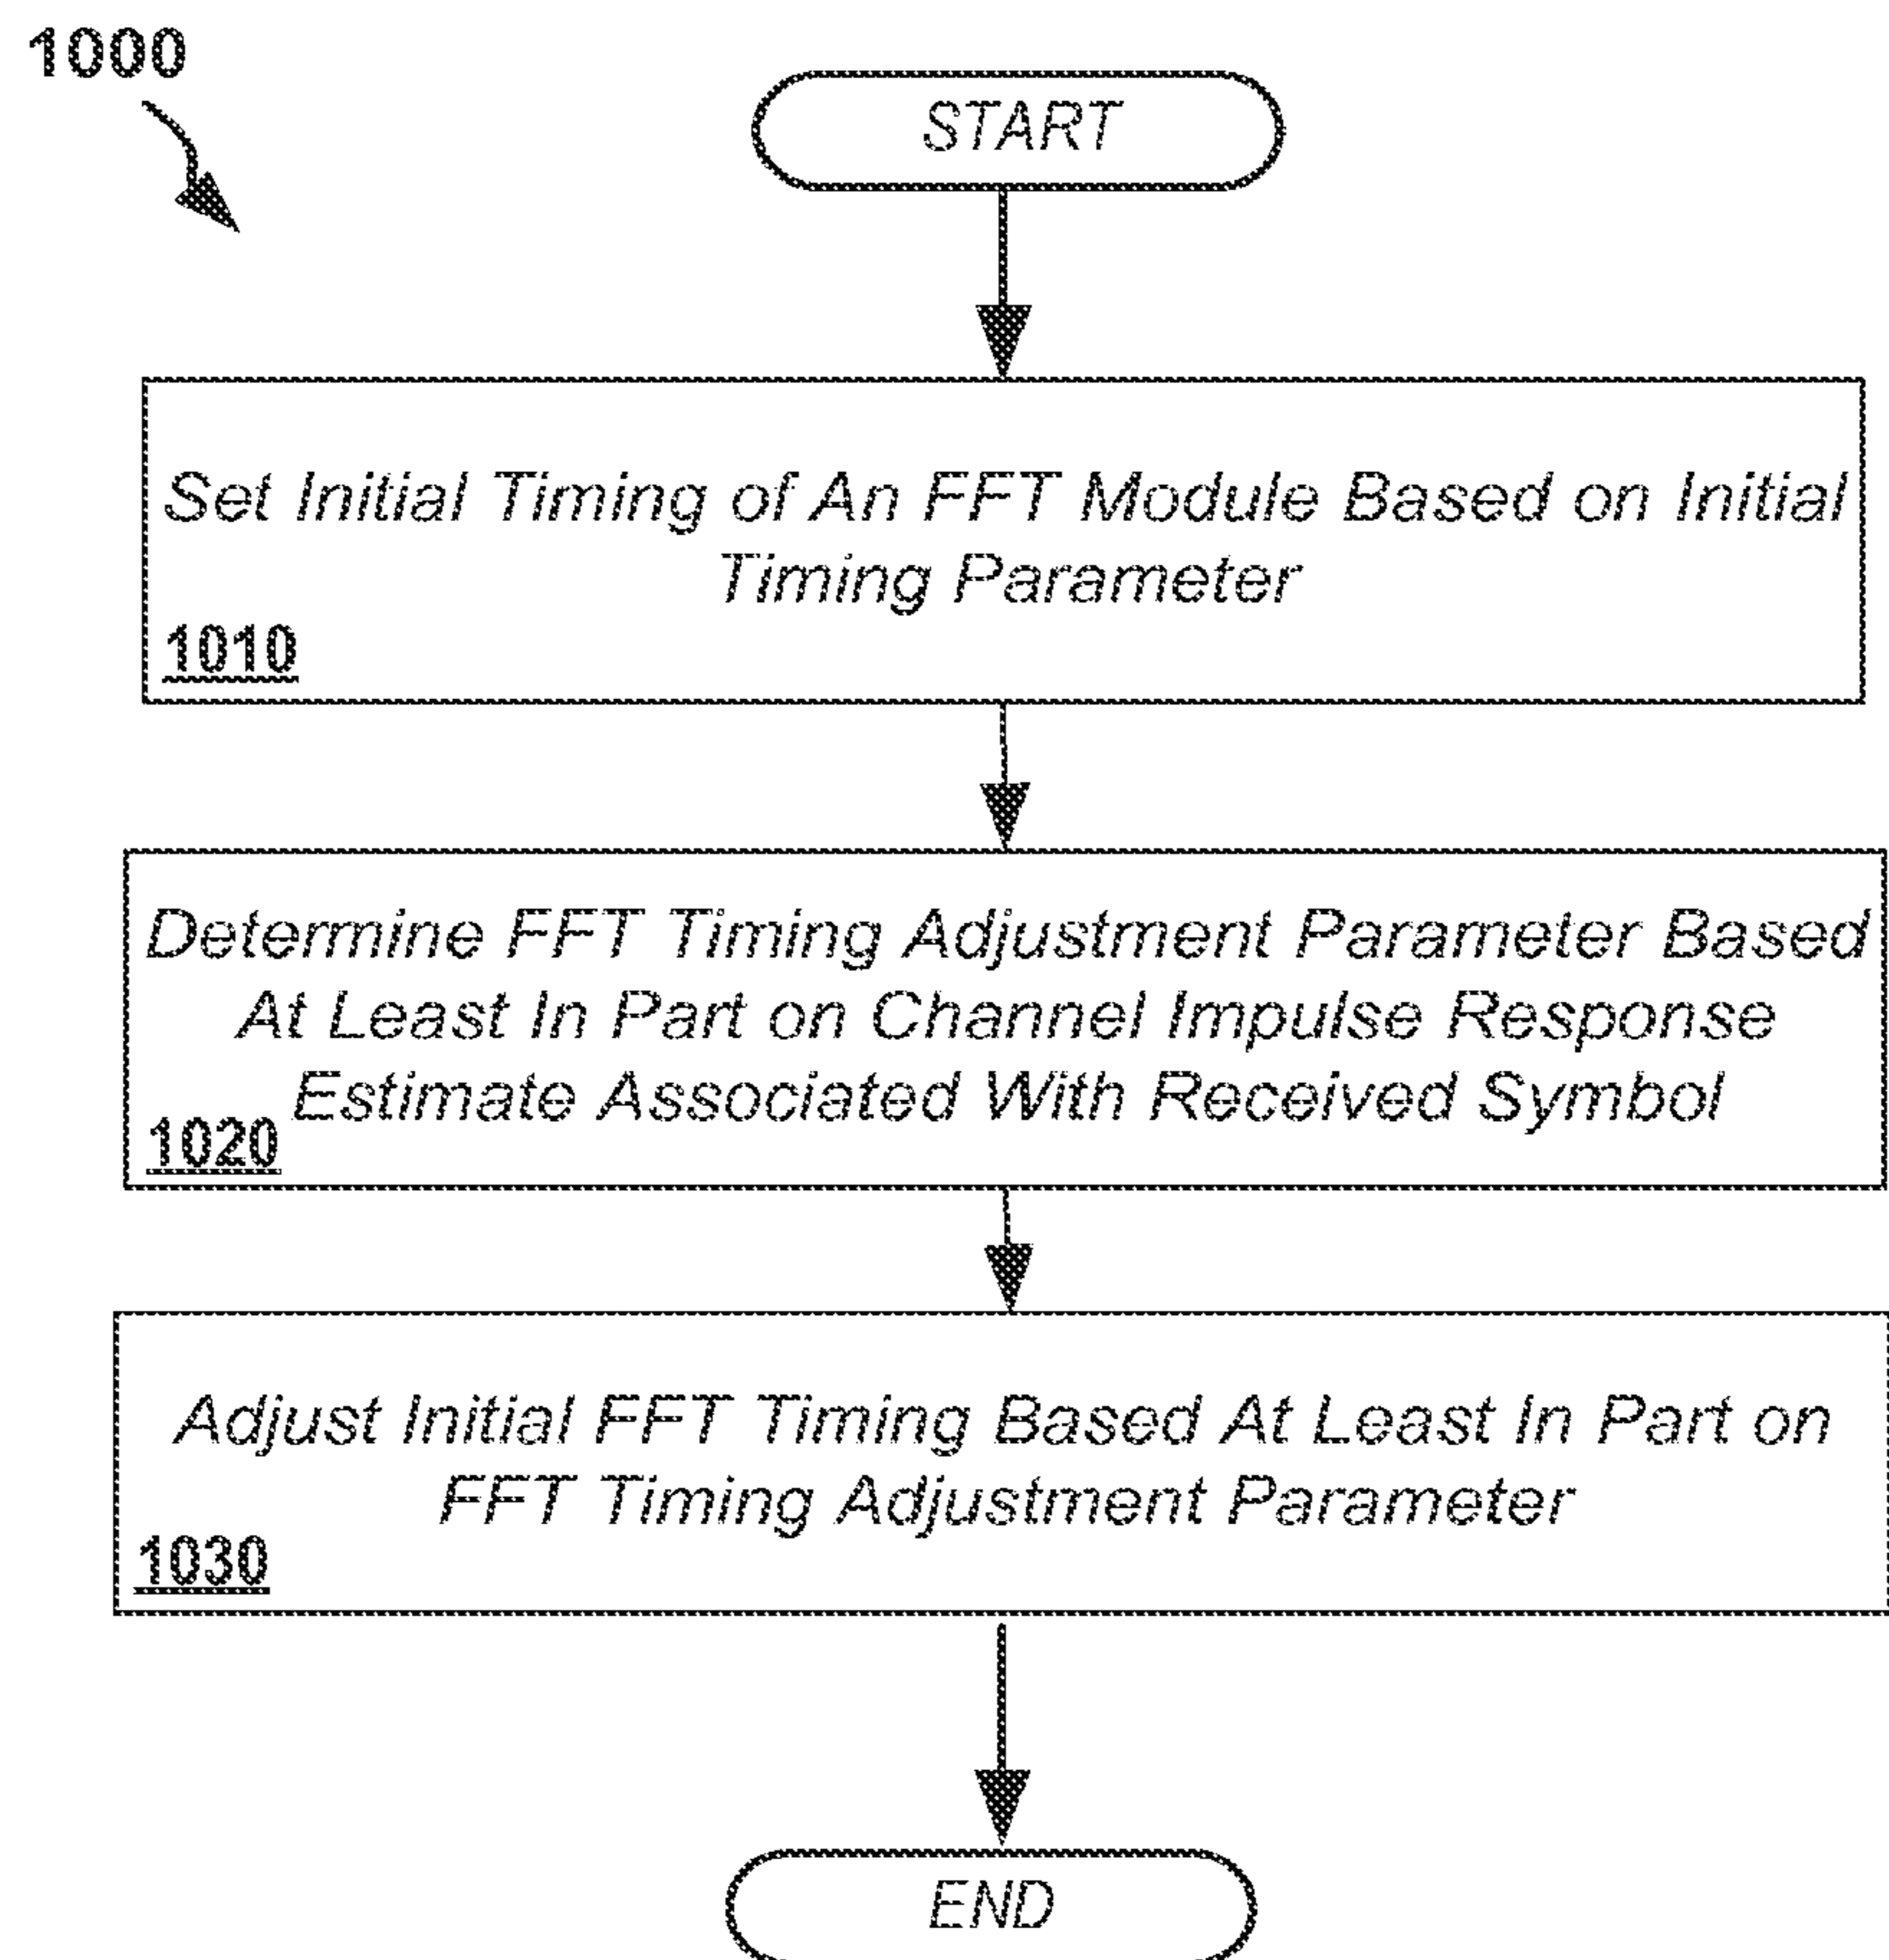 1000
START
Set Initial Timing of An FFT Module Based on Initial
Timing Parameter
1010
Determine FFT Timing Adjustment Parameter Based
At Least In Part on Channel Impulse Response
Estimate Associated With Received Symbol
1020
Adjust Initial FFT Timing Based At Least In Part on
FFT Timing Adjustment Parameter
1030
END